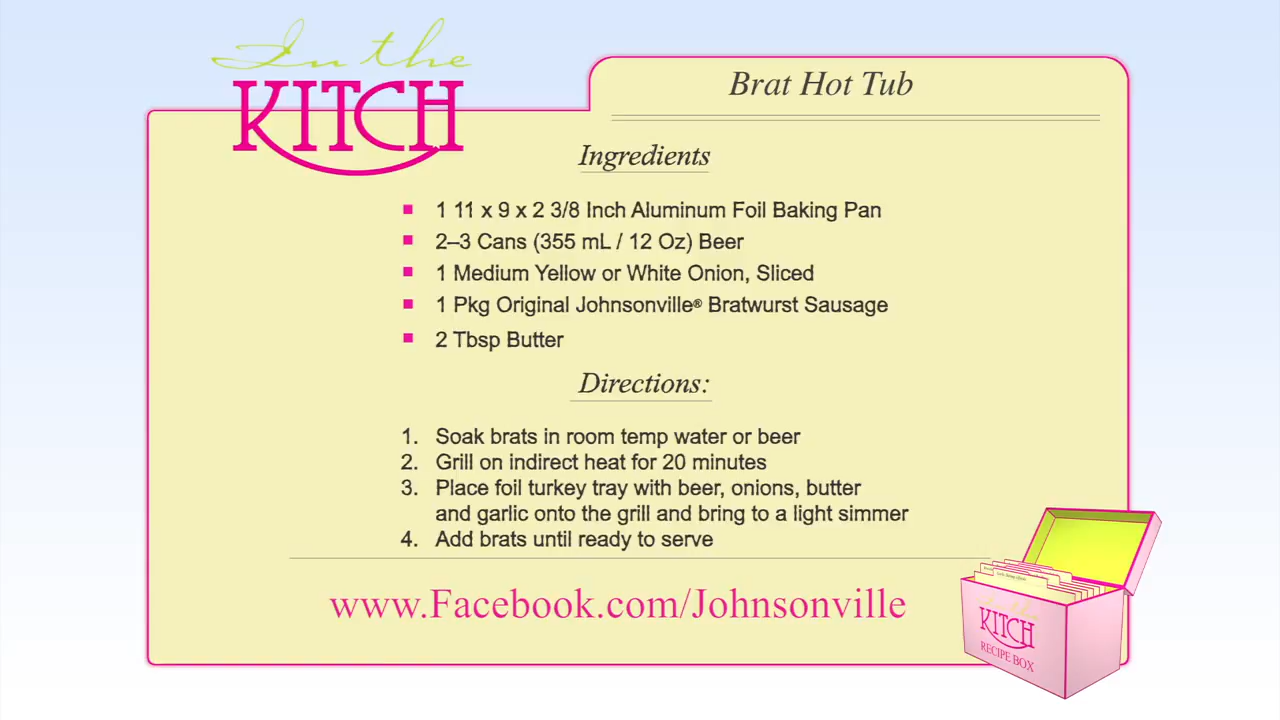 In the
KITCH
Brat Hot Tub
Ingredients
1 11 x 9 x 2 3/8 Inch Aluminum Foil Baking Pan
2–3 Cans (355 mL / 12 Oz) Beer
1 Medium Yellow or White Onion, Sliced
1 Pkg Original Johnsonville® Bratwurst Sausage
2 Tbsp Butter
Directions:
1. Soak brats in room temp water or beer
2. Grill on indirect heat for 20 minutes
3. Place foil turkey tray with beer, onions, butter
and garlic onto the grill and bring to a light simmer
4. Add brats until ready to serve
www.Facebook.com/Johnsonville
In the
KITCH
RECIPE BOX